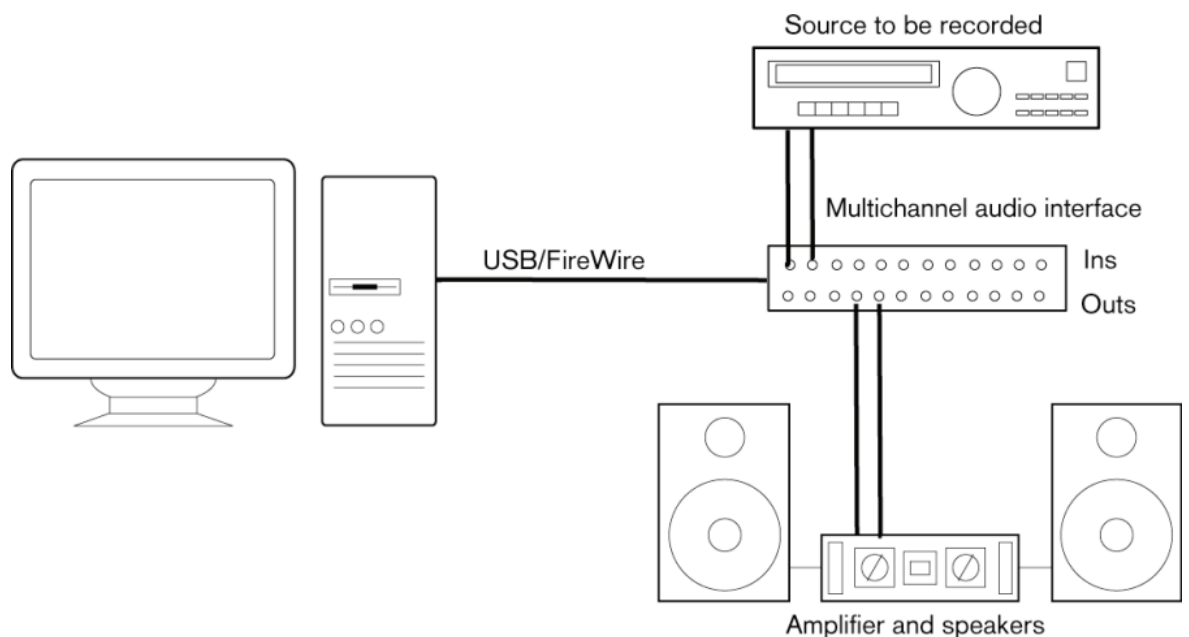 Source to be recorded
Multichannel audio interface
USB/FireWire
Ins
Outs
Amplifier and speakers